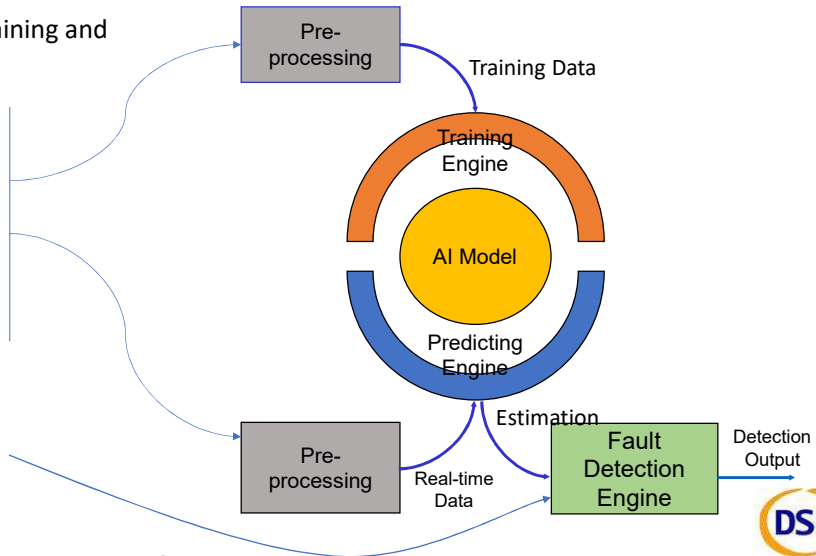 aining and
Pre-
processing
Training Data
Training
Engine
AI Model
Predicting
Engine
Estimation
Pre-
processing
Real-time
Data
Fault
Detection
Engine
Detection
Output
DS